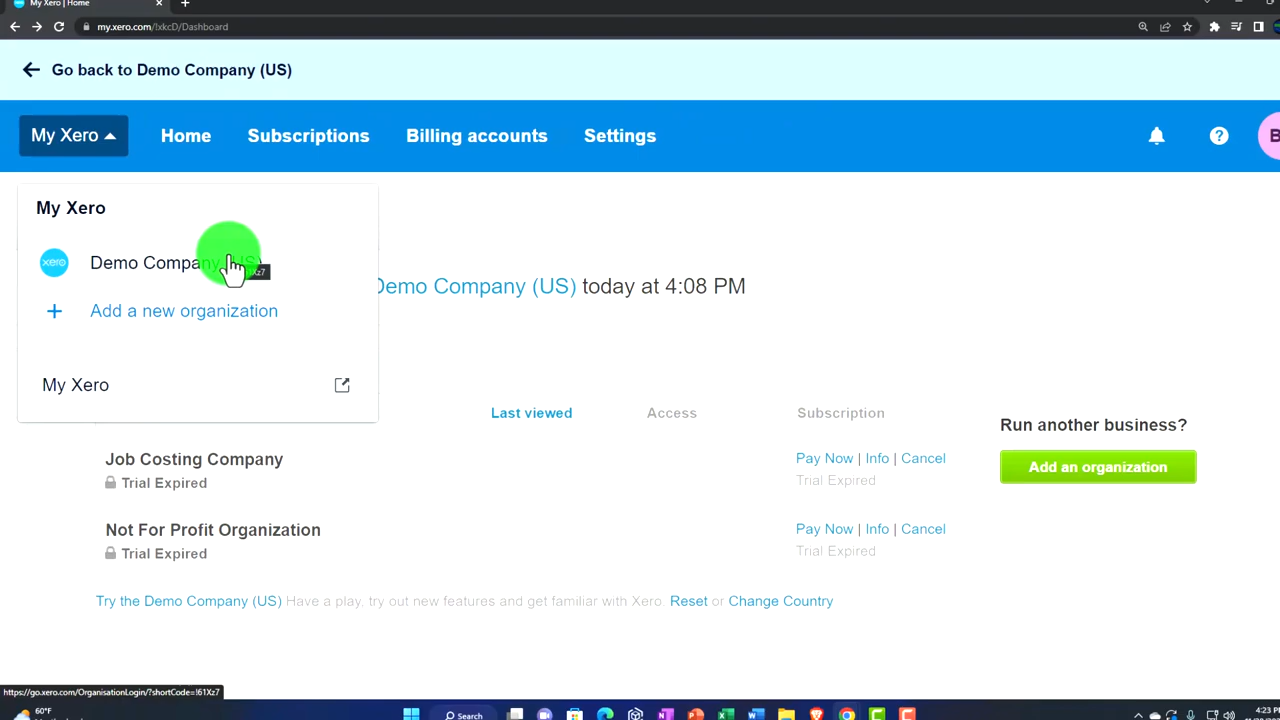 My Xero | Home
my.xero.com/!xkcD/Dashboard
Go back to Demo Company (US)
My Xero Home Subscriptions Billing accounts Settings
B
My Xero
xero Demo Company (US)
Add a new organization
My Xero
Demo Company (US) today at 4:08 PM
Last viewed Access Subscription
Job Costing Company
Trial Expired
Pay Now | Info | Cancel
Trial Expired
Not For Profit Organization
Trial Expired
Pay Now | Info | Cancel
Trial Expired
Run another business?
Add an organization
Try the Demo Company (US) Have a play, try out new features and get familiar with Xero. Reset or Change Country
https://go.xero.com/OrganisationLogin/?shortCode=!61Xz7
60°F
Search
4:23 PM